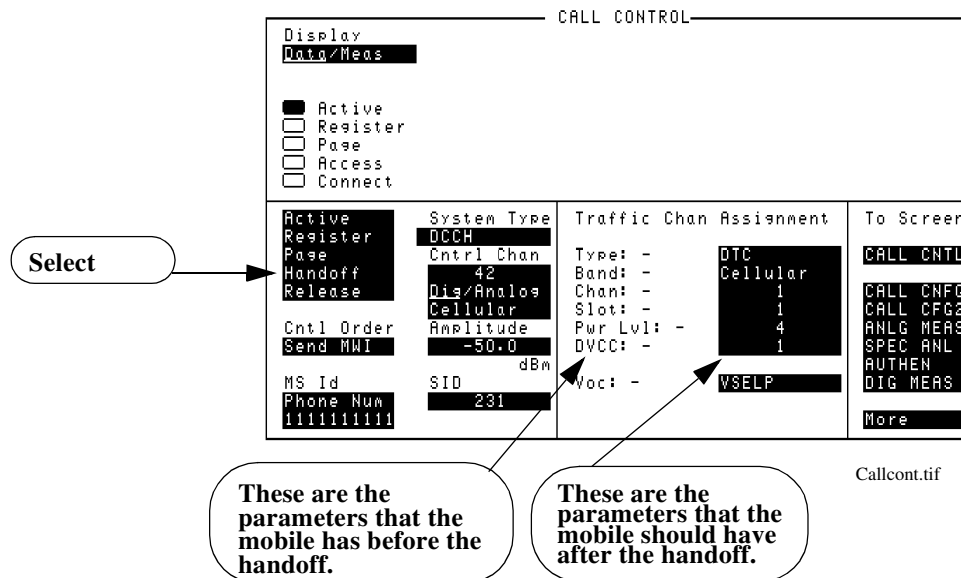 CALL CONTROL
Display
Data/Meas
Active
Register
Page
Access
Connect
Active
Register
Page
Handoff
Release
Cntl Order
Send MWI
MS Id
Phone Num
1111111111
System Type
DCCH
Cntrl Chan
42
Dig/Analog
Cellular
Amplitude
-50.0
dBm
SID
231
Traffic Chan Assignment
Type: - DTC
Band: - Cellular
Chan: - 1
Slot: - 1
Pwr Lvl: - 4
DVCC: - 1
Voc: - VSELP
To Screen
CALL CNTL
CALL CNFG
CALL CFG2
ANLG MEAS
SPEC ANL
AUTHEN
DIG MEAS
More
Select
These are the
parameters that the
mobile has before the
handoff.
These are the
parameters that the
mobile should have
after the handoff.
Callcont.tif